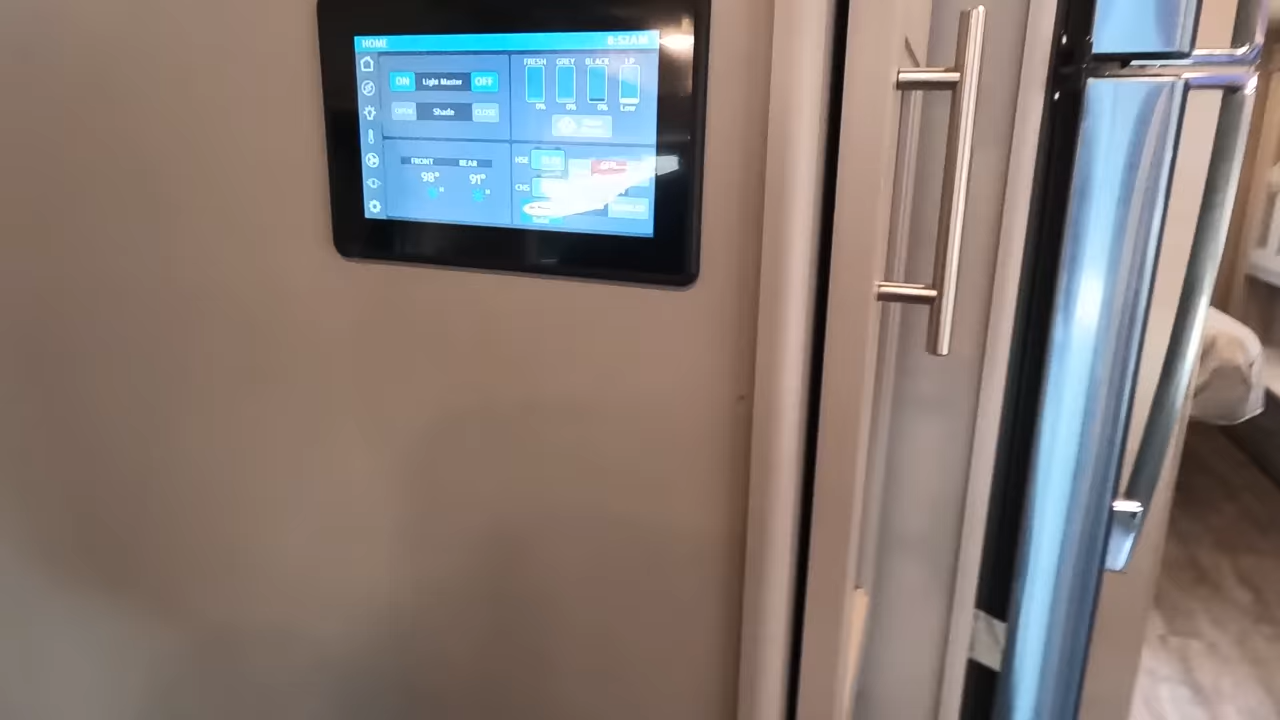 HOME
8:52AM
ON Light Master OFF
OPEN Shade CLOSE
FRESH GREY BLACK LP
0% 0% 0% Low
FRONT REAR
98° 91°
HSE
CHS
GEN